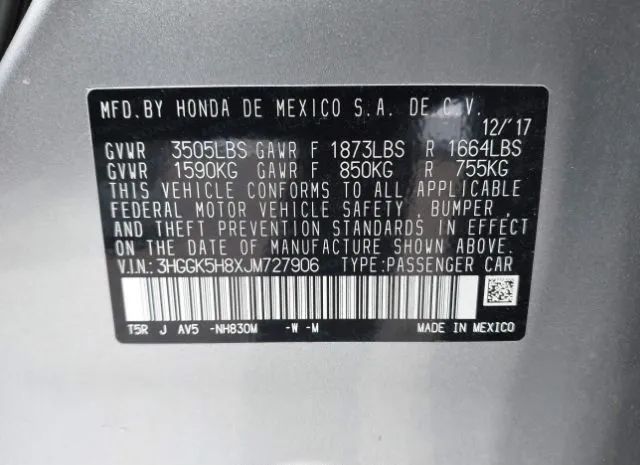 MFD.BY HONDA DE MEXICO S.A. DE C.V.
12/'17
GVWR 3505LBS GAWR F 1873LBS R 1664LBS
GVWR 1590KG GAWR F 850KG R 755KG
THIS VEHICLE CONFORMS TO ALL APPLICABLE
FEDERAL MOTOR VEHICLE SAFETY , BUMPER ,
AND THEFT PREVENTION STANDARDS IN EFFECT
ON THE DATE OF MANUFACTURE SHOWN ABOVE.
V.I.N.: 3HGGK5H8XJM727906 TYPE:PASSENGER CAR
T5R J AV5 -NH830M -W -M MADE IN MEXICO